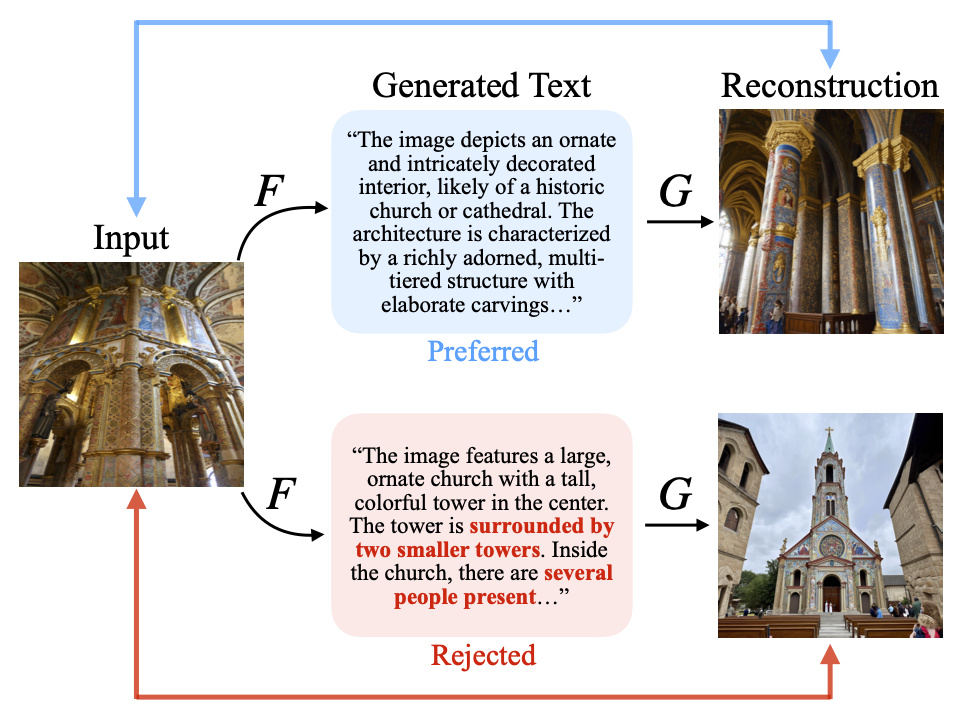 Generated Text
Reconstruction
Input
F
“The image depicts an ornate
and intricately decorated
interior, likely of a historic
church or cathedral. The
architecture is characterized
by a richly adorned, multi-
tiered structure with
elaborate carvings…”
G
Preferred
F
“The image features a large,
ornate church with a tall,
colorful tower in the center.
The tower is surrounded by
two smaller towers. Inside
the church, there are several
people present…”
G
Rejected